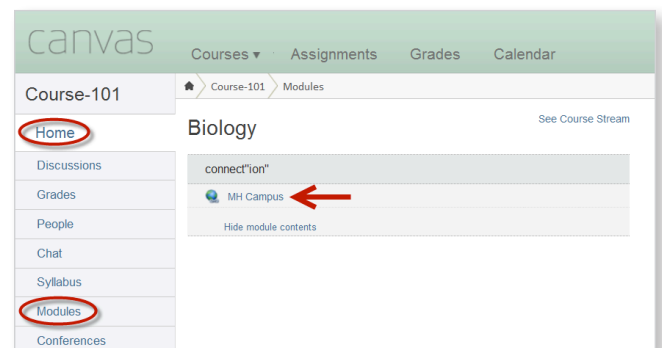 canvas
Courses ▾ Assignments Grades Calendar
Course-101
Course-101 Modules
Home
Discussions
Grades
People
Chat
Syllabus
Modules
Conferences
Biology
See Course Stream
connect"ion"
MH Campus
Hide module contents